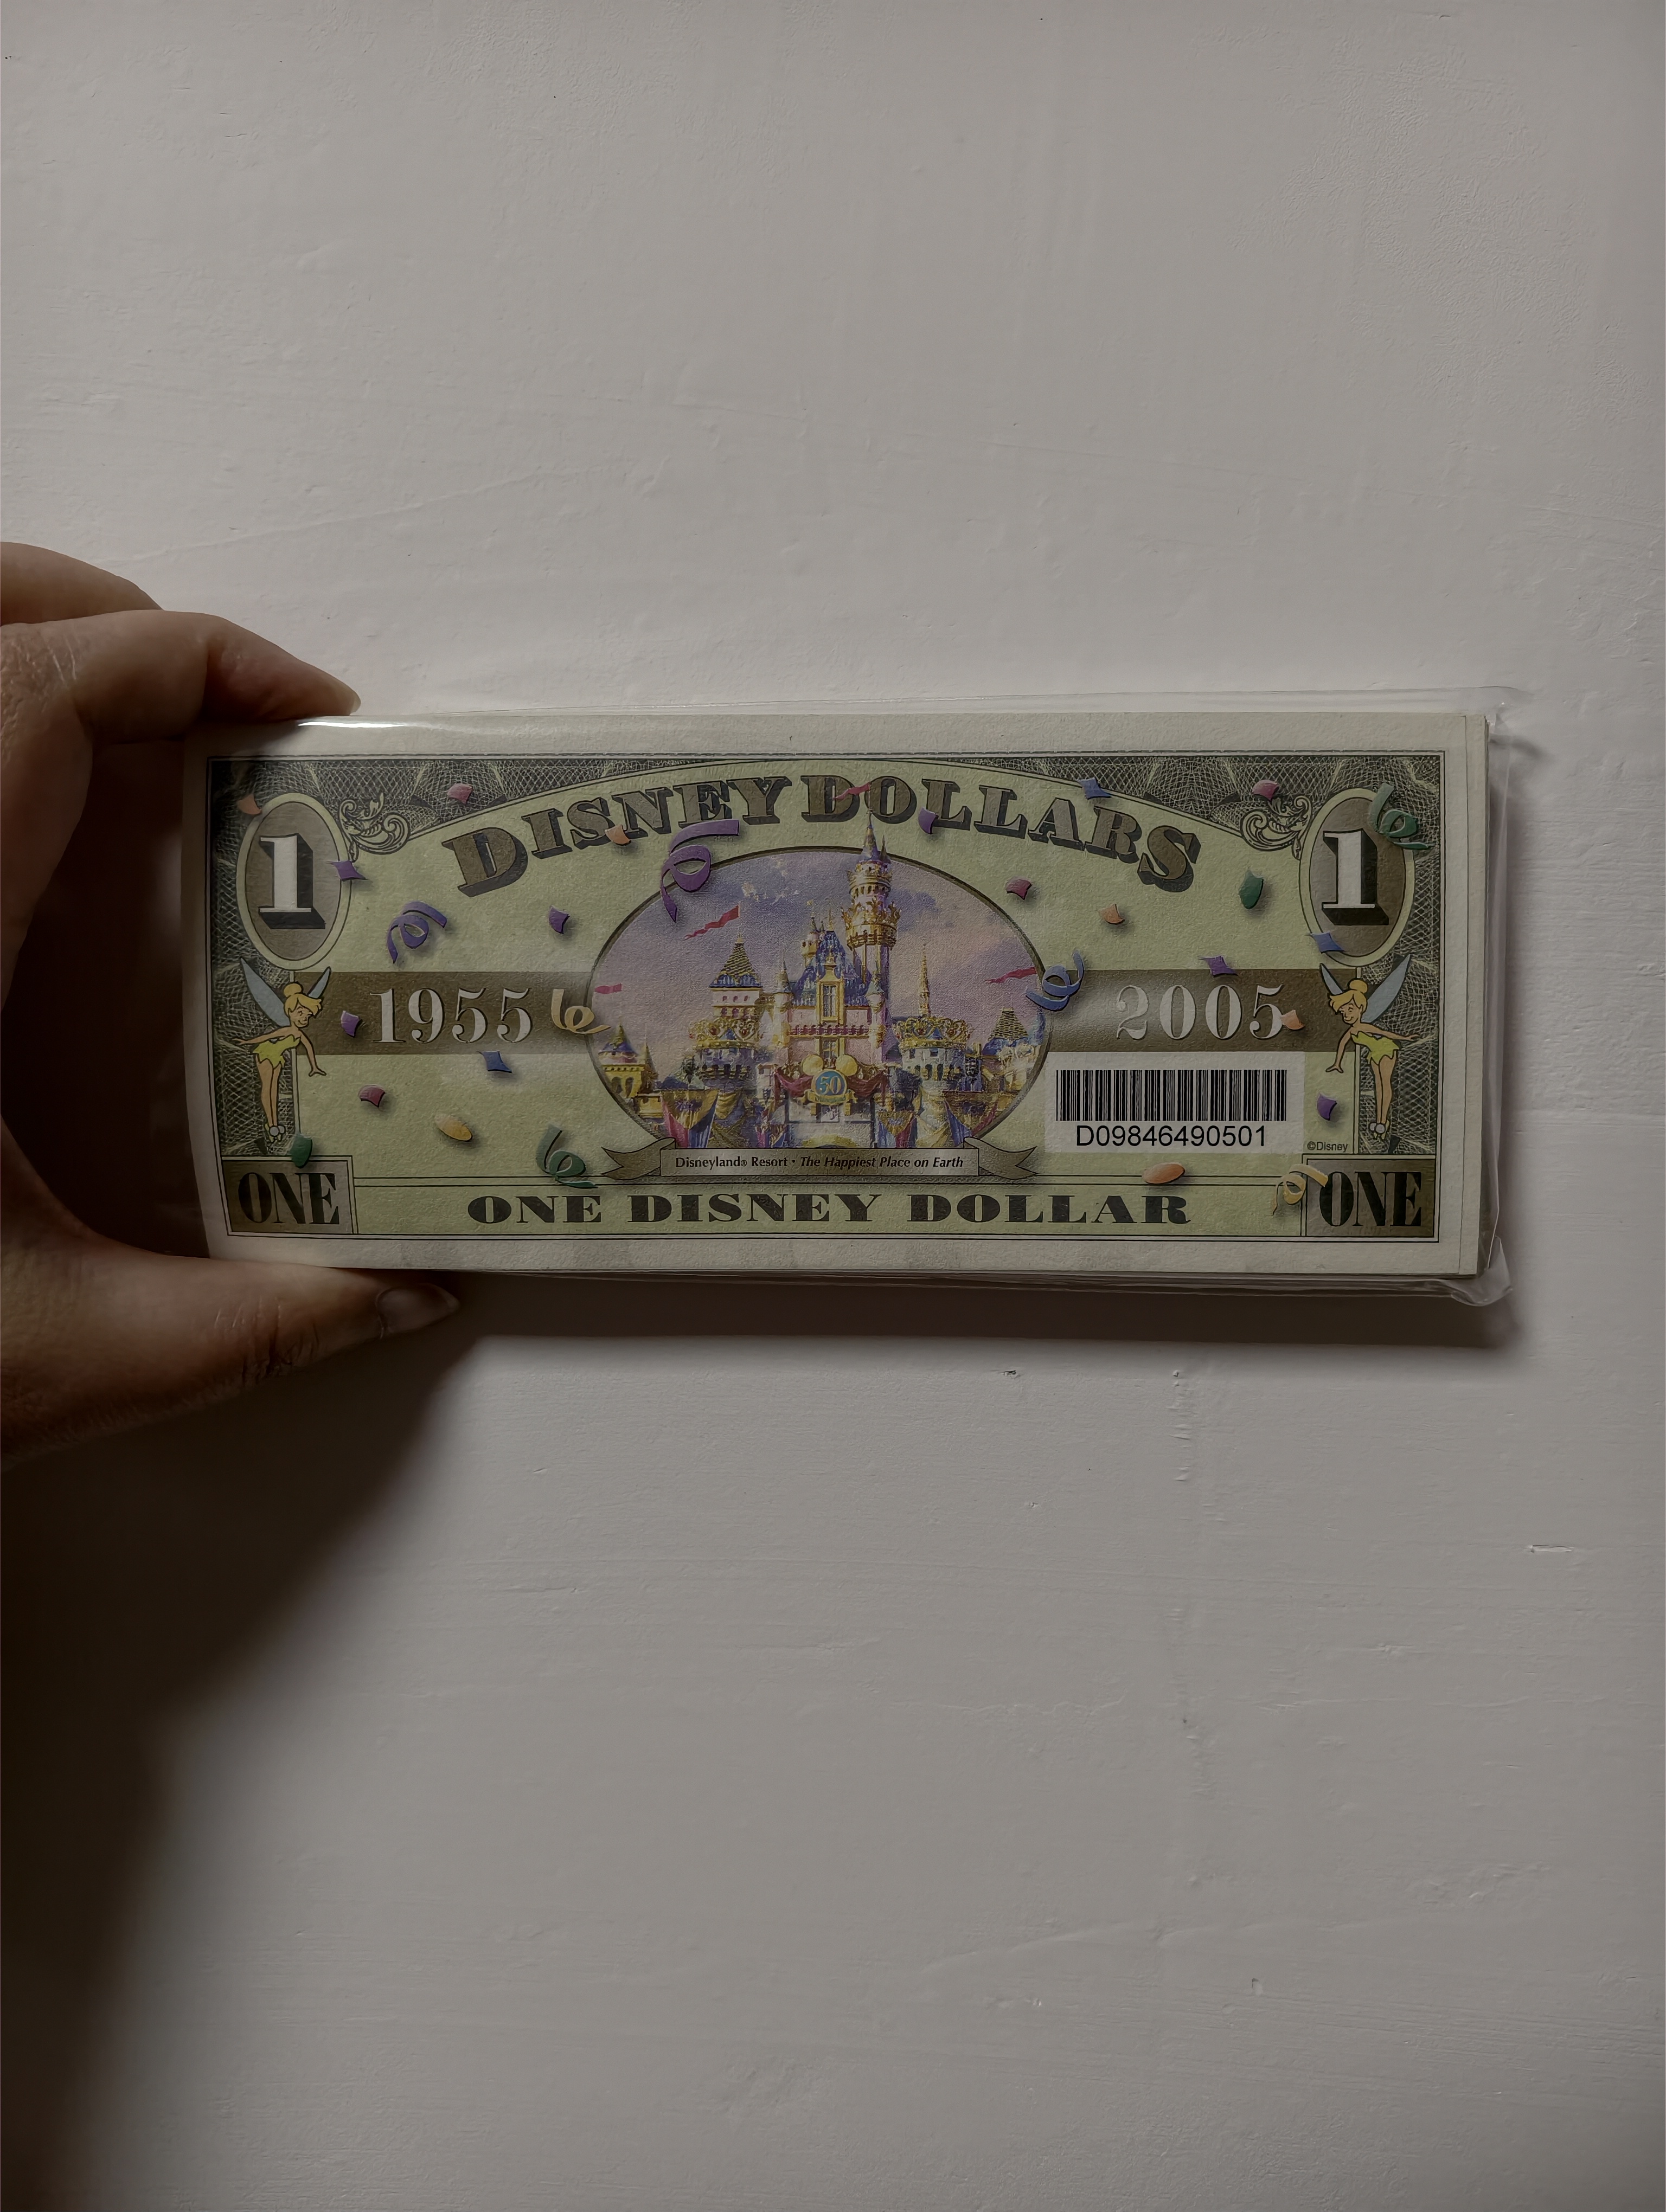 DISNEY DOLLARS
1 1
1955 2005
50
D09846490501
©Disney
Disneyland® Resort • The Happiest Place on Earth
ONE ONE DISNEY DOLLAR ONE